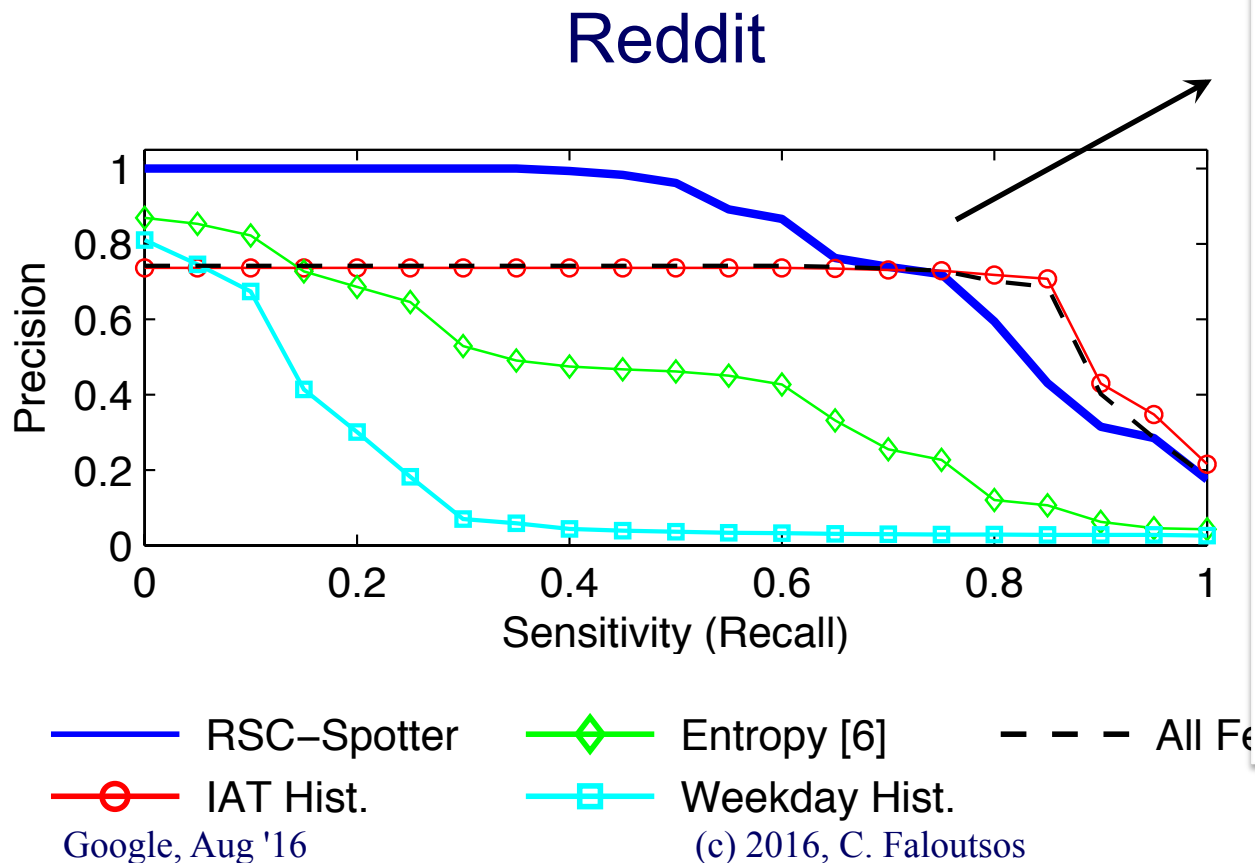 Reddit
1
0.8
0.6
0.4
0.2
0
Precision
0 0.2 0.4 0.6 0.8 1
Sensitivity (Recall)
RSC–Spotter Entropy [6] All
IAT Hist. Weekday Hist.
Google, Aug '16 (c) 2016, C. Faloutsos